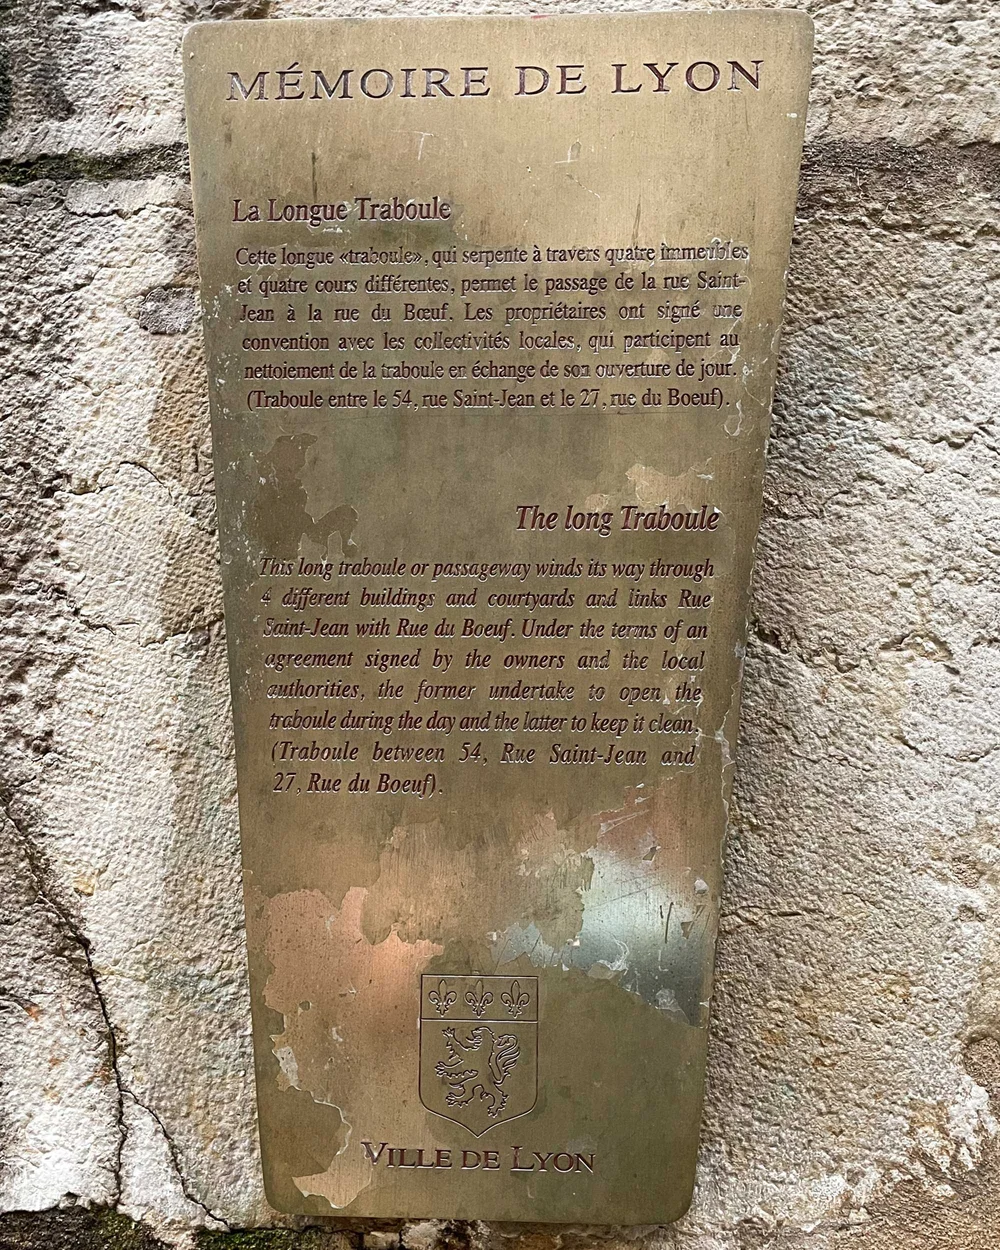 MÉMOIRE DE LYON
La Longue Traboule
Cette longue «traboule», qui serpente à travers quatre immeubles
et quatre cours différentes, permet le passage de la rue Saint-
Jean à la rue du Bœuf. Les propriétaires ont signé une
convention avec les collectivités locales, qui participent au
nettoiement de la traboule en échange de son ouverture de jour.
(Traboule entre le 54, rue Saint-Jean et le 27, rue du Boeuf).
The long Traboule
This long traboule or passageway winds its way through
4 different buildings and courtyards and links Rue
Saint-Jean with Rue du Boeuf. Under the terms of an
agreement signed by the owners and the local
authorities, the former undertake to open the
traboule during the day and the latter to keep it clean.
(Traboule between 54, Rue Saint-Jean and
27, Rue du Boeuf).
VILLE DE LYON